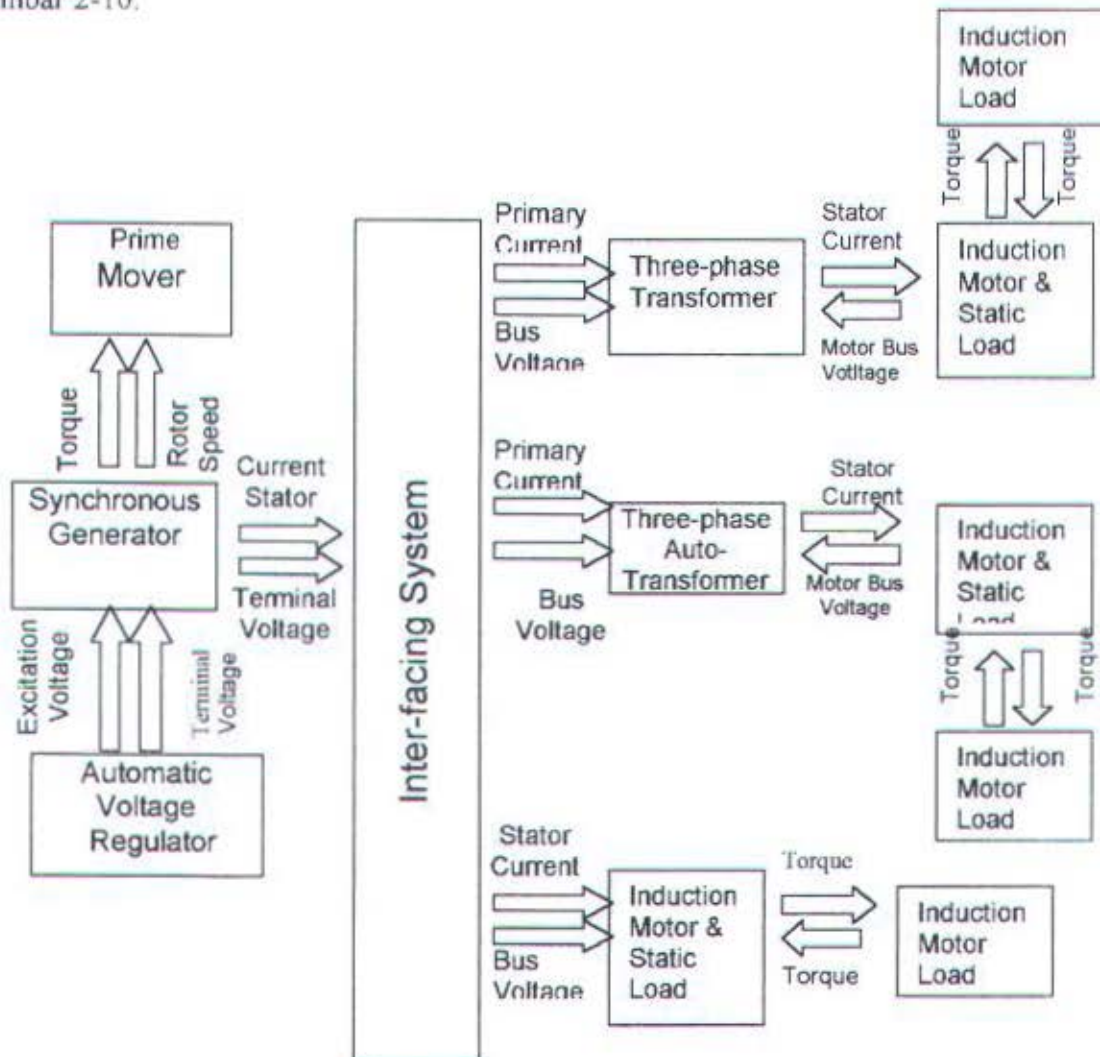 2-10.
Induction
Motor
Load
Torque
Torque
Primary
Current
Bus
Voltage
Three-phase
Transformer
Stator
Current
Motor Bus
Votltage
Induction
Motor &
Static
Load
Prime
Mover
Torque
Rotor
Speed
Synchronous
Generator
Current
Stator
Terminal
Voltage
Excitation
Voltage
Terminal
Voltage
Automatic
Voltage
Regulator
Inter-facing System
Primary
Current
Bus
Voltage
Three-phase
Auto-
Transformer
Stator
Current
Motor Bus
Voltage
Induction
Motor &
Static
Load
Torque
Torque
Induction
Motor
Load
Stator
Current
Bus
Voltage
Induction
Motor &
Static
Load
Torque
Torque
Induction
Motor
Load